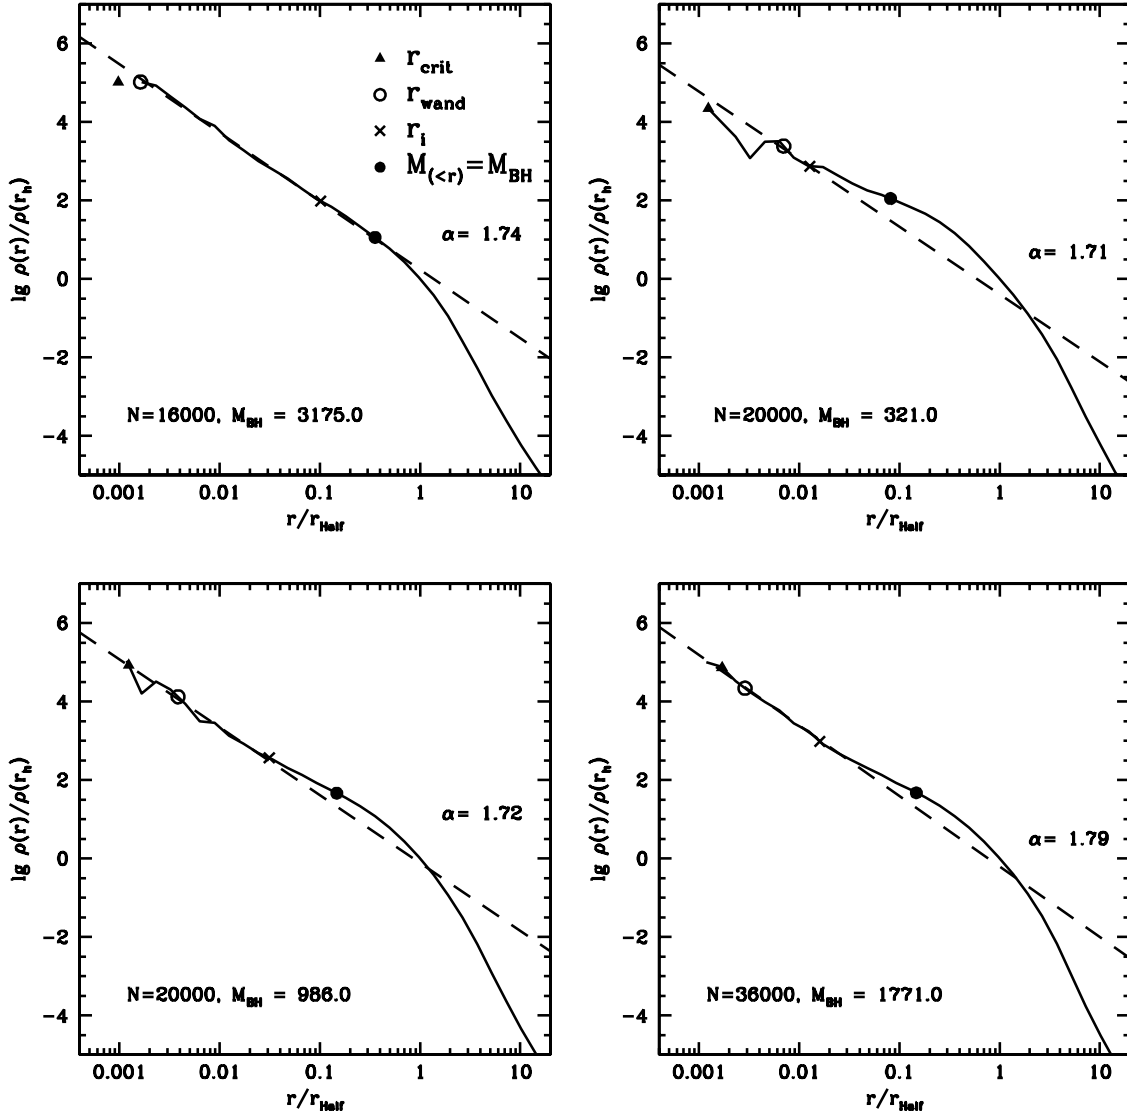 6
4
2
0
−2
−4
lg ρ(r)/ρ(r_h)
r_crit
r_wand
r_i
M_(<r)=M_BH
α= 1.74
N=16000, M_BH = 3175.0
0.001 0.01 0.1 1 10
r/r_Half
6
4
2
0
−2
−4
lg ρ(r)/ρ(r_h)
α= 1.71
N=20000, M_BH = 321.0
0.001 0.01 0.1 1 10
r/r_Half
6
4
2
0
−2
−4
lg ρ(r)/ρ(r_h)
α= 1.72
N=20000, M_BH = 986.0
0.001 0.01 0.1 1 10
r/r_Half
6
4
2
0
−2
−4
lg ρ(r)/ρ(r_h)
α= 1.79
N=36000, M_BH = 1771.0
0.001 0.01 0.1 1 10
r/r_Half